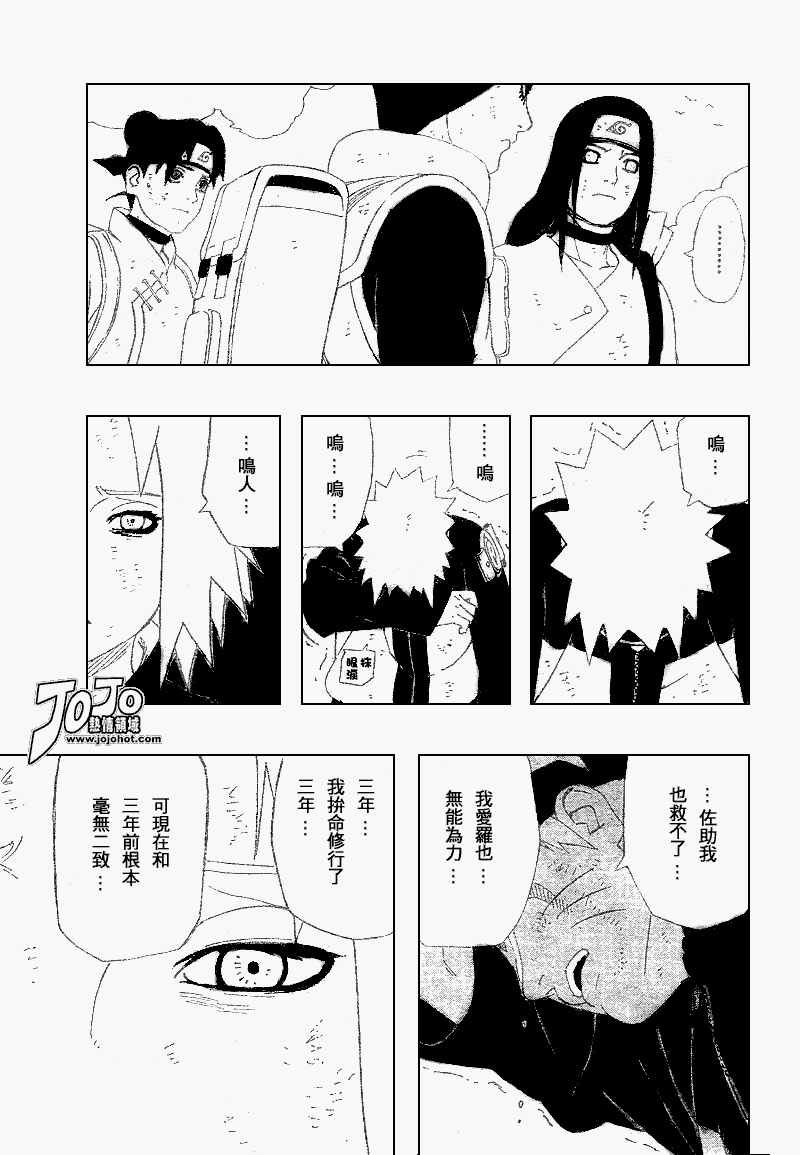 ………
嗚…
……嗚
嗚…嗚…
抹
眼淚
…鳴人…
…佐助我
也救不了…
我愛羅也…
無能為力…
三年…
我拚命修行了
三年…
可現在和
三年前根本
毫無二致…
JOJO
熱情領域
www.jojohot.com